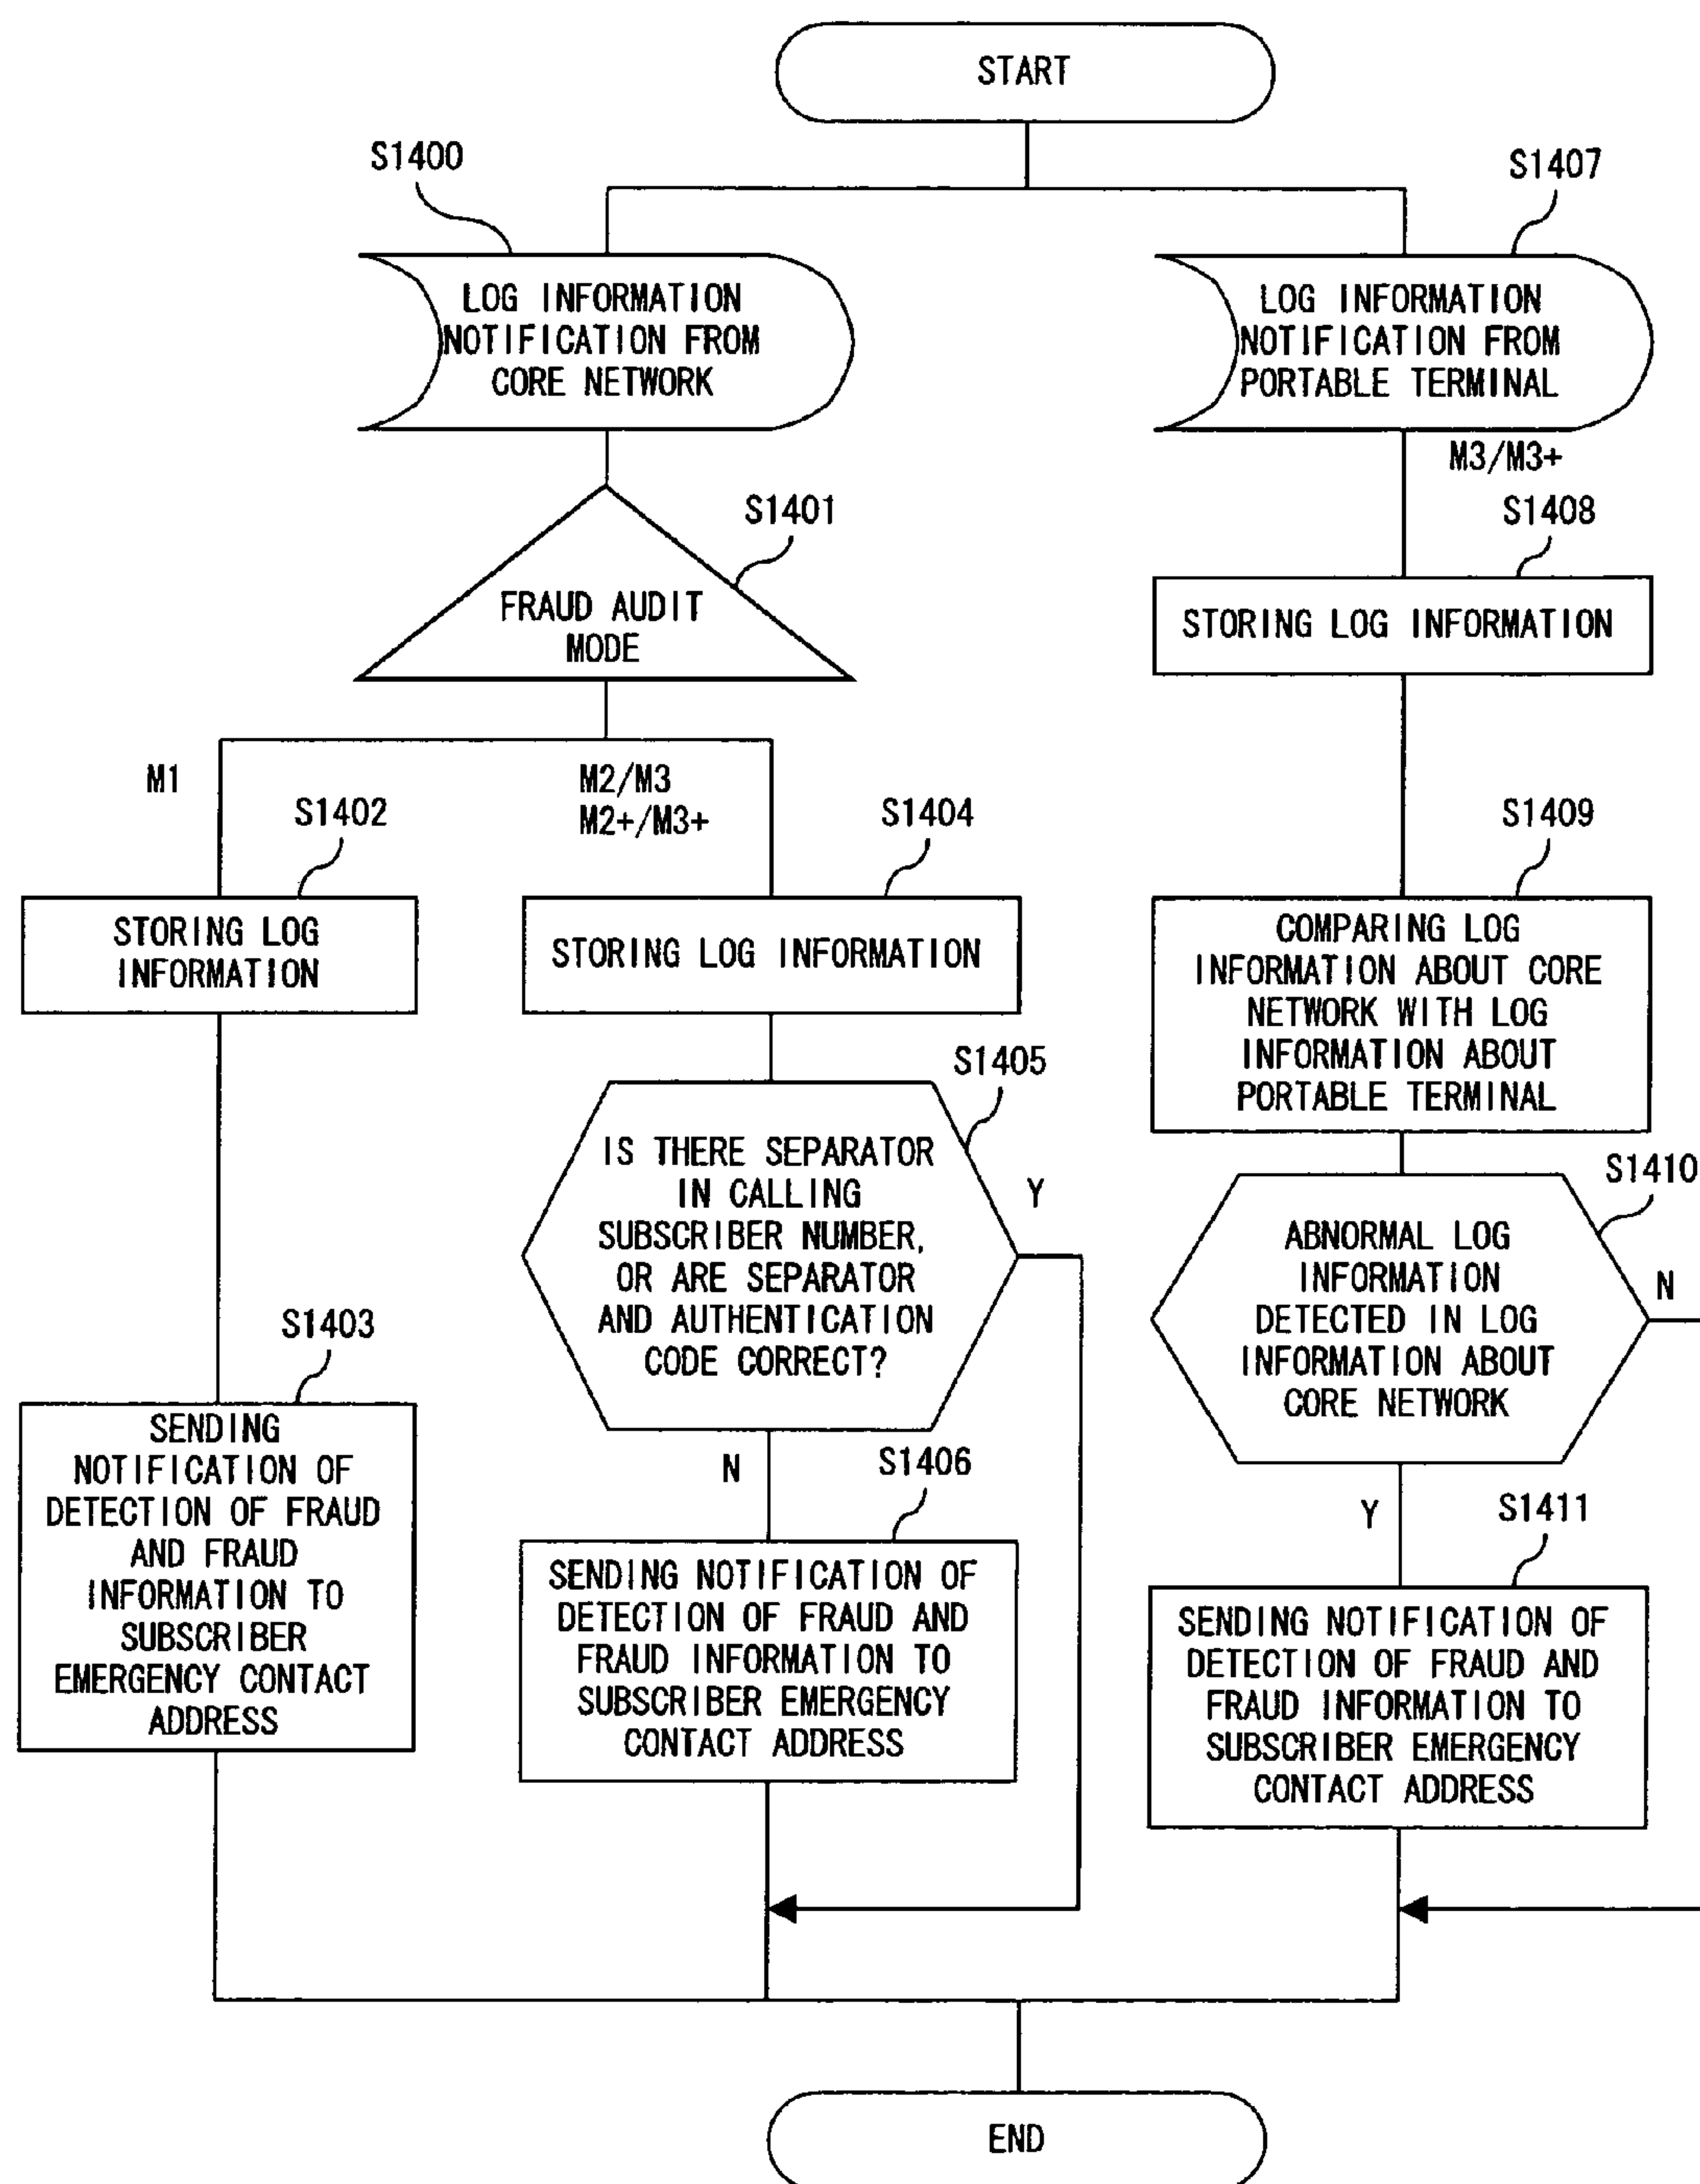 START
S1400
LOG INFORMATION
NOTIFICATION FROM
CORE NETWORK
S1401
FRAUD AUDIT
MODE
M1
M2/M3
M2+/M3+
S1402
STORING LOG
INFORMATION
S1403
SENDING
NOTIFICATION OF
DETECTION OF FRAUD
AND FRAUD
INFORMATION TO
SUBSCRIBER
EMERGENCY CONTACT
ADDRESS
S1404
STORING LOG INFORMATION
S1405
IS THERE SEPARATOR
IN CALLING
SUBSCRIBER NUMBER,
OR ARE SEPARATOR
AND AUTHENTICATION
CODE CORRECT?
Y
N
S1406
SENDING NOTIFICATION OF
DETECTION OF FRAUD AND
FRAUD INFORMATION TO
SUBSCRIBER EMERGENCY
CONTACT ADDRESS
S1407
LOG INFORMATION
NOTIFICATION FROM
PORTABLE TERMINAL
M3/M3+
S1408
STORING LOG INFORMATION
S1409
COMPARING LOG
INFORMATION ABOUT CORE
NETWORK WITH LOG
INFORMATION ABOUT
PORTABLE TERMINAL
S1410
ABNORMAL LOG
INFORMATION
DETECTED IN LOG
INFORMATION ABOUT
CORE NETWORK
N
Y
S1411
SENDING NOTIFICATION OF
DETECTION OF FRAUD AND
FRAUD INFORMATION TO
SUBSCRIBER EMERGENCY
CONTACT ADDRESS
END